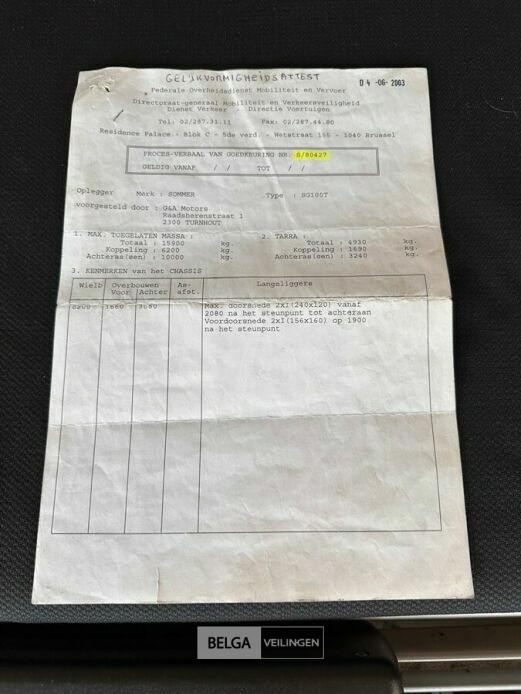 GELIJKVORMIGHEIDSATTEST
04 -06- 2003
Federale Overheidsdienst Mobiliteit en Vervoer
Directoraat-generaal Mobiliteit en Verkeersveiligheid
Dienst Verkeer - Directie Voertuigen
Tel: 02/287.31.11 Fax: 02/287.44.80
Residence Palace - Blok C - 5de verd. - Wetstraat 155 - 1040 Brussel
PROCES-VERBAAL VAN GOEDKEURING NR. S/80427
GELDIG VANAF / / TOT / /
Oplegger Merk : SOMMER Type : SG180T
voorgesteld door : G&A Motors
Raadsherenstraat 1
2300 TURNHOUT
1. MAX. TOEGELATEN MASSA : 2. TARRA :
Totaal : 15900 kg. Totaal : 4930 kg.
Koppeling : 6200 kg. Koppeling : 1690 kg.
Achteras(sen) : 10000 kg. Achteras(sen) : 3240 kg.
3. KENMERKEN van het CHASSIS
Wielb Overbouwen As- Langsliggers
Voor Achter afst.
Max. doorsnede 2xI(240x120) vanaf
2080 na het steunpunt tot achteraan
Voordoorsnede 2xI(156x160) op 1900
na het steunpunt
BELGA VEILINGEN